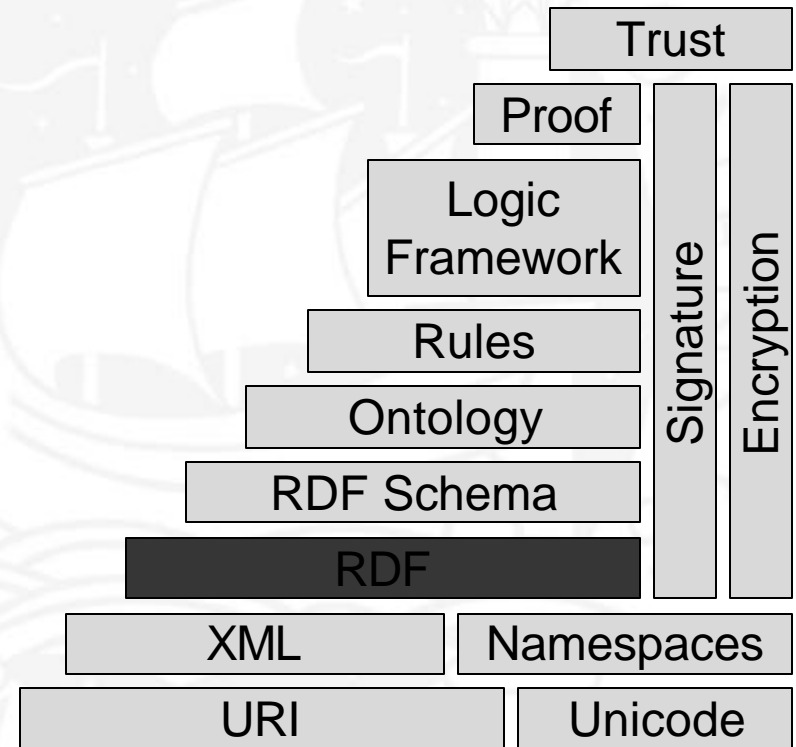 Trust
Proof
Logic
Framework
Rules
Ontology
RDF Schema
RDF
Signature
Encryption
XML
Namespaces
URI
Unicode